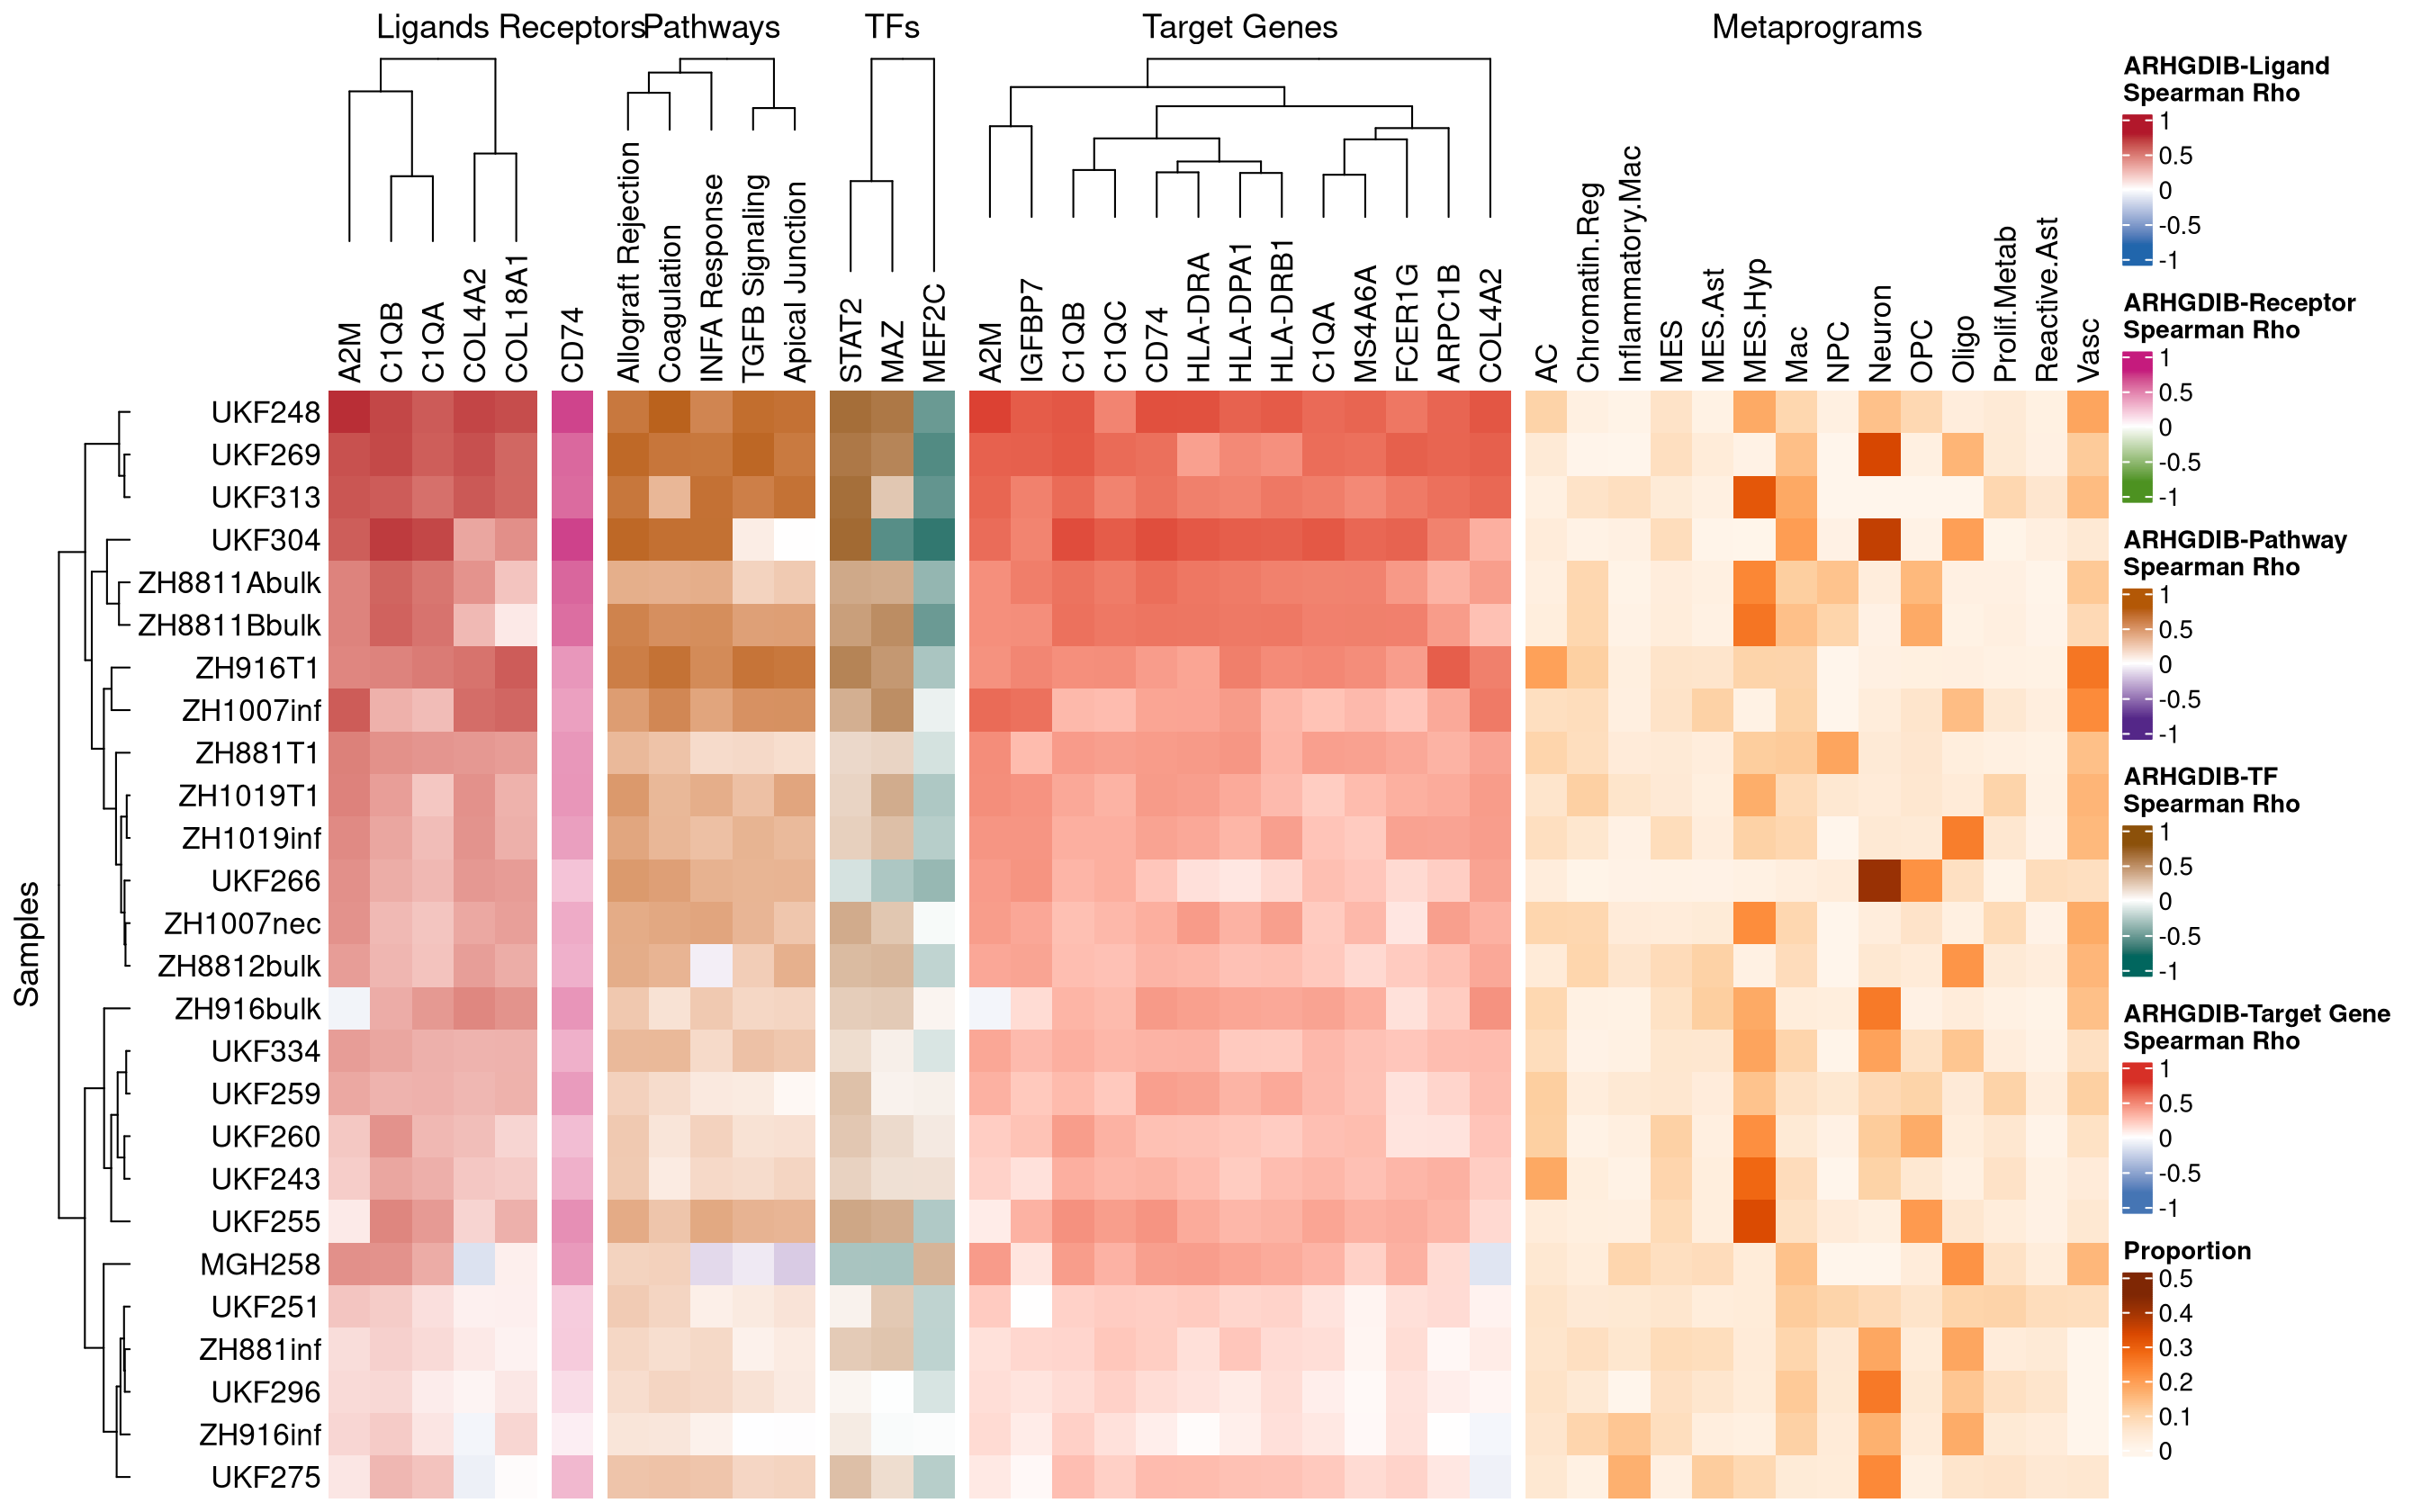 Ligands Receptors Pathways TFs Target Genes Metaprograms
A2M C1QB C1QA COL4A2 COL18A1
CD74
Allograft Rejection Coagulation INFA Response TGFB Signaling Apical Junction
STAT2 MAZ MEF2C
A2M IGFBP7 C1QB C1QC CD74 HLA-DRA HLA-DPA1 HLA-DRB1 C1QA MS4A6A FCER1G ARPC1B COL4A2
AC Chromatin.Reg Inflammatory.Mac MES MES.Ast MES.Hyp Mac NPC Neuron OPC Oligo Prolif.Metab Reactive.Ast Vasc
Samples
UKF248
UKF269
UKF313
UKF304
ZH8811Abulk
ZH8811Bbulk
ZH916T1
ZH1007inf
ZH881T1
ZH1019T1
ZH1019inf
UKF266
ZH1007nec
ZH8812bulk
ZH916bulk
UKF334
UKF259
UKF260
UKF243
UKF255
MGH258
UKF251
ZH881inf
UKF296
ZH916inf
UKF275
ARHGDIB-Ligand
Spearman Rho
1
0.5
0
-0.5
-1
ARHGDIB-Receptor
Spearman Rho
1
0.5
0
-0.5
-1
ARHGDIB-Pathway
Spearman Rho
1
0.5
0
-0.5
-1
ARHGDIB-TF
Spearman Rho
1
0.5
0
-0.5
-1
ARHGDIB-Target Gene
Spearman Rho
1
0.5
0
-0.5
-1
Proportion
0.5
0.4
0.3
0.2
0.1
0